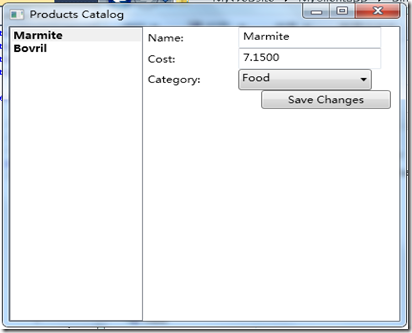 Products Catalog
Marmite
Bovril
Name: Marmite
Cost: 7.1500
Category: Food
Save Changes